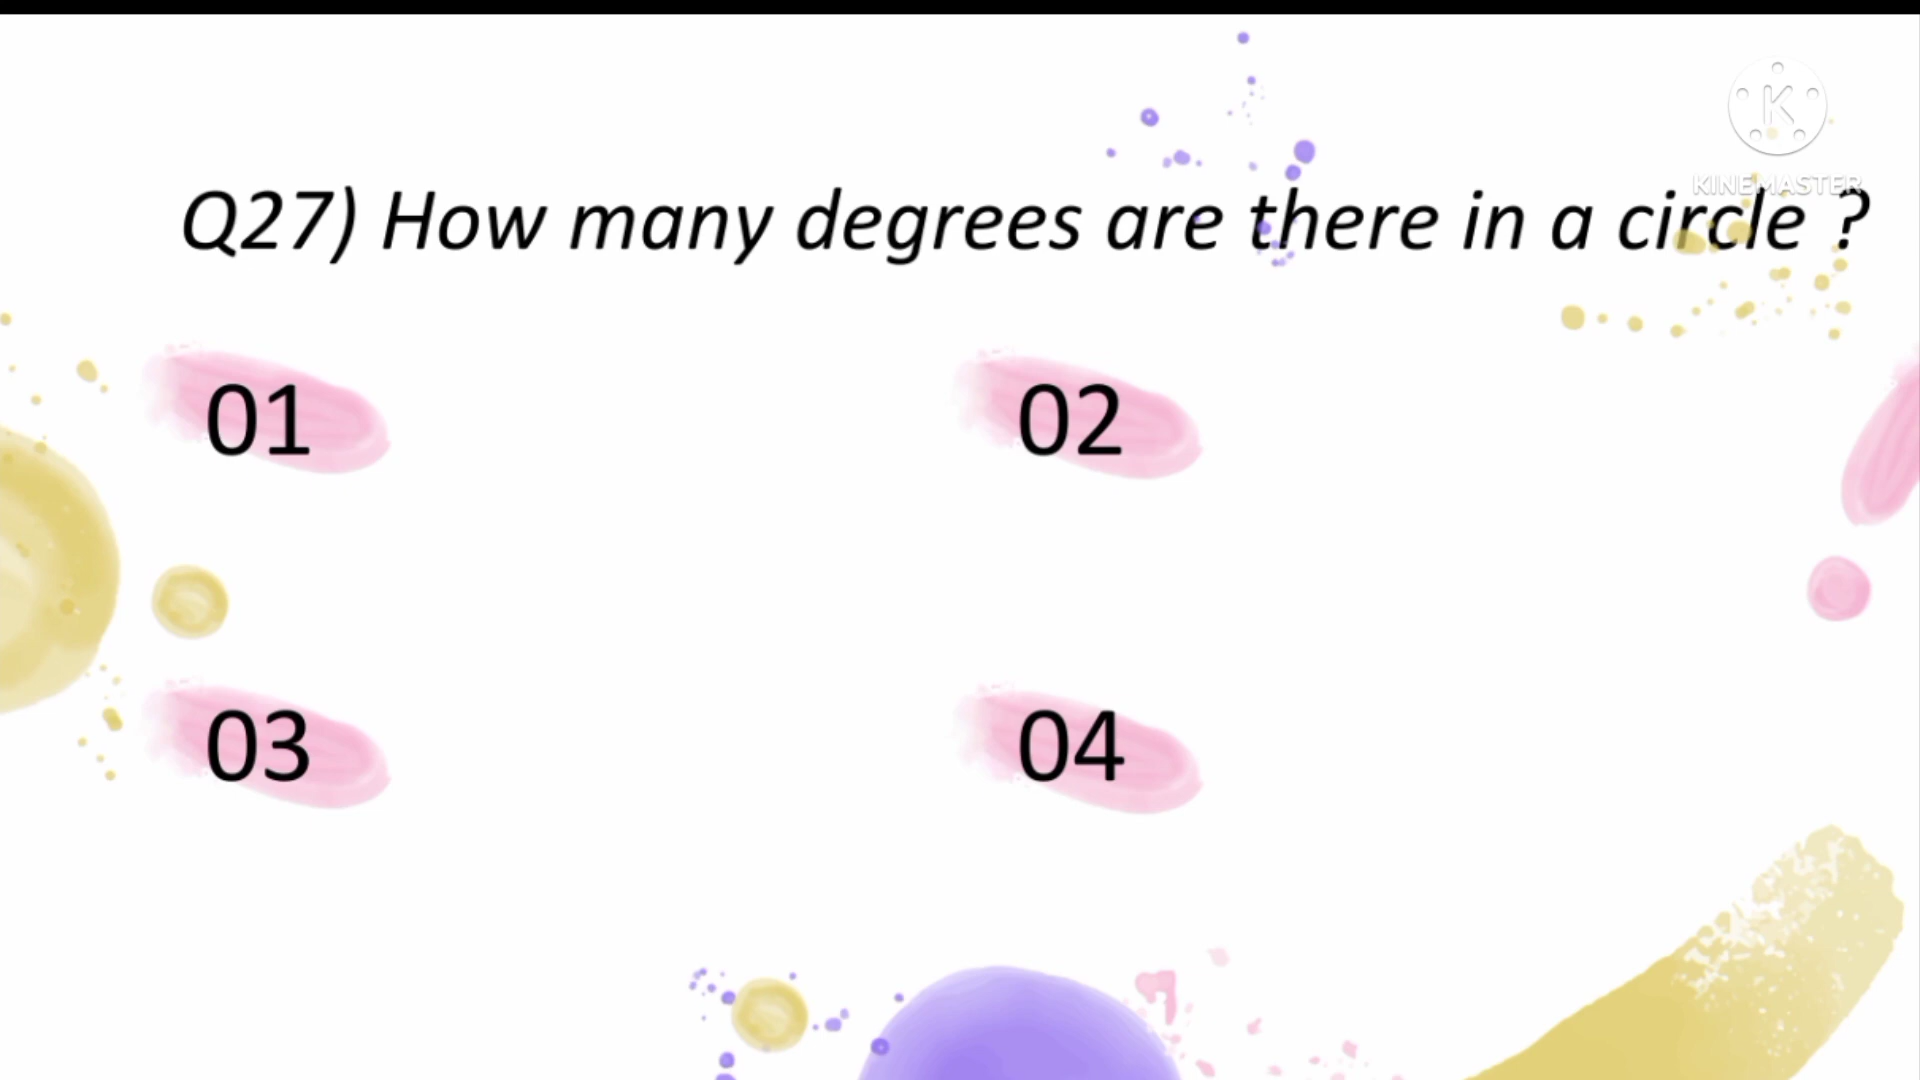 K
KINEMASTER
Q27) How many degrees are there in a circle ?
01
02
03
04